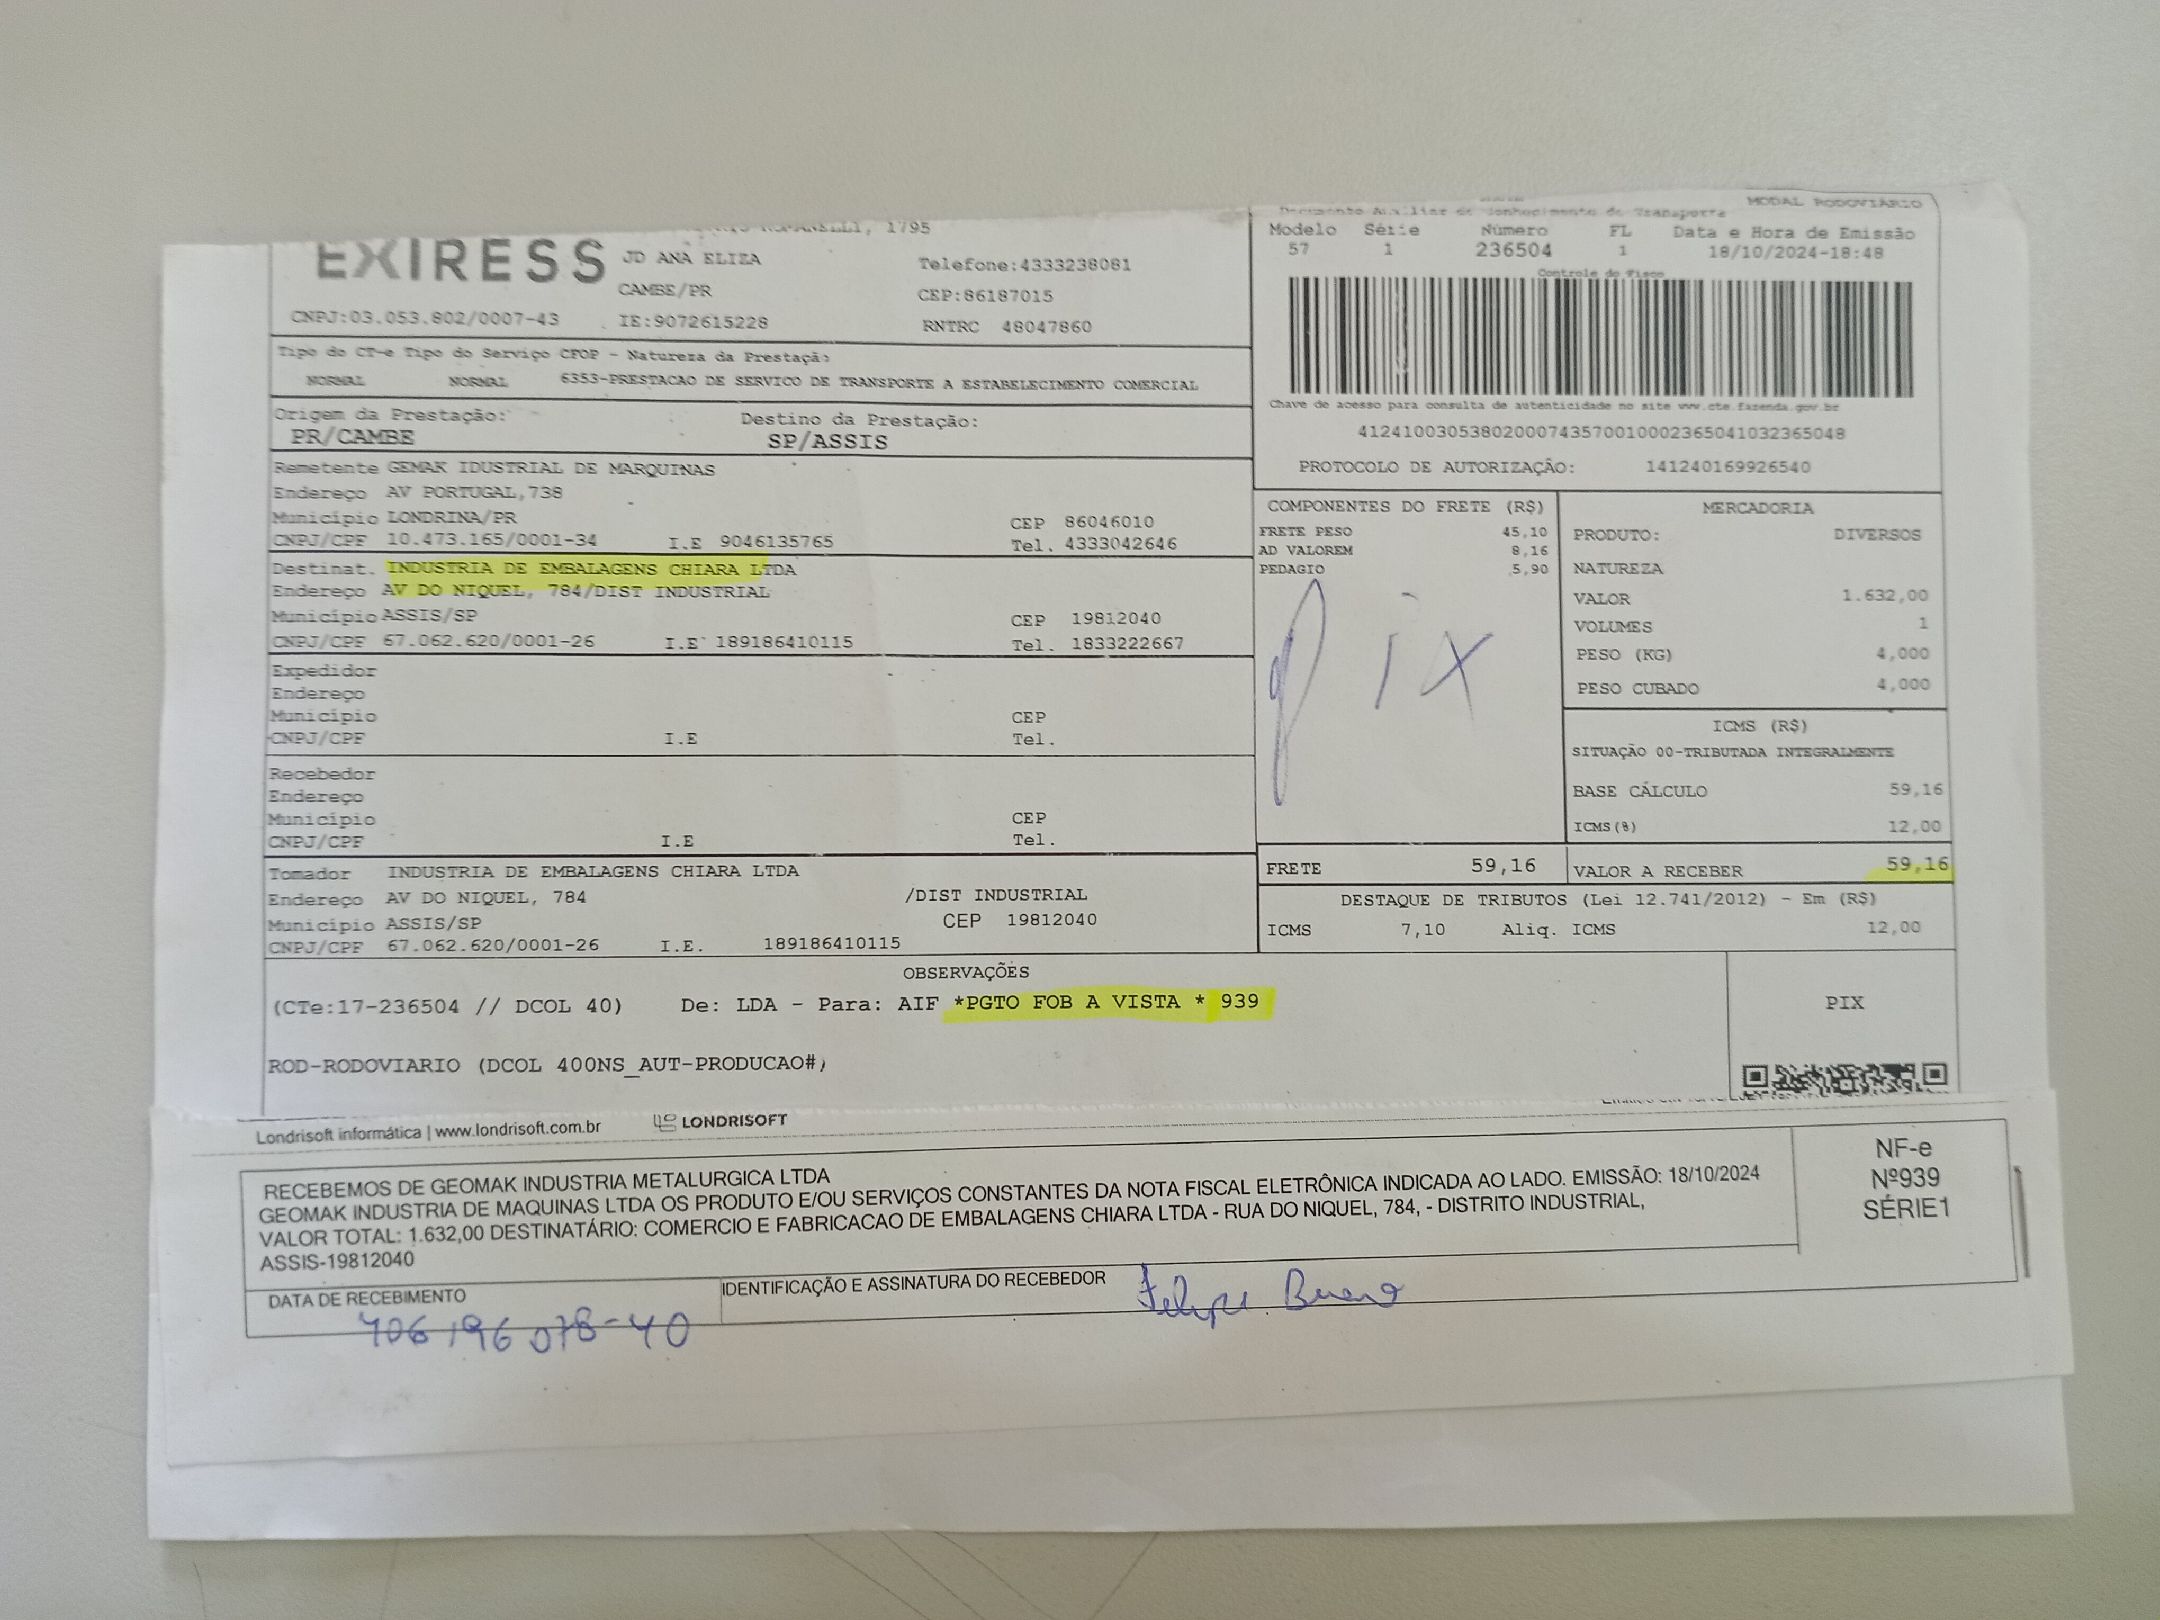 1795
EXIRESS
JD ANA ELIZA
Telefone:4333238081
CAMBE/PR
CEP:86187015
CNPJ:03.053.802/0007-43 IE:9072615228
RNTRC 48047860
Tipo do CT-e Tipo do Serviço CFOP - Natureza da Prestação
NORMAL NORMAL 6353-PRESTACAO DE SERVICO DE TRANSPORTE A ESTABELECIMENTO COMERCIAL
Origem da Prestação: Destino da Prestação:
PR/CAMBE SP/ASSIS
Remetente GEMAK IDUSTRIAL DE MARQUINAS
Endereço AV PORTUGAL,738
Município LONDRINA/PR CEP 86046010
CNPJ/CPF 10.473.165/0001-34 I.E 9046135765 Tel. 4333042646
Destinat. INDUSTRIA DE EMBALAGENS CHIARA LTDA
Endereço AV DO NIQUEL, 784/DIST INDUSTRIAL
Município ASSIS/SP CEP 19812040
CNPJ/CPF 67.062.620/0001-26 I.E 189186410115 Tel. 1833222667
Expedidor
Endereço
Município CEP
CNPJ/CPF I.E Tel.
Recebedor
Endereço
Município CEP
CNPJ/CPF I.E Tel.
Tomador INDUSTRIA DE EMBALAGENS CHIARA LTDA
Endereço AV DO NIQUEL, 784 /DIST INDUSTRIAL
Município ASSIS/SP CEP 19812040
CNPJ/CPF 67.062.620/0001-26 I.E. 189186410115
MODAL RODOVIÁRIO
Documento Auxiliar do Conhecimento de Transporte
Modelo Série Número FL Data e Hora de Emissão
57 1 236504 1 18/10/2024-18:48
Controle do Fisco
Chave de acesso para consulta de autenticidade no site www.cte.fazenda.gov.br
41241003053802000743570010002365041032365048
PROTOCOLO DE AUTORIZAÇÃO: 141240169926540
COMPONENTES DO FRETE (R$)
FRETE PESO 45,10
AD VALOREM 8,16
PEDAGIO 5,90
pix
MERCADORIA
PRODUTO: DIVERSOS
NATUREZA
VALOR 1.632,00
VOLUMES 1
PESO (KG) 4,000
PESO CUBADO 4,000
ICMS (R$)
SITUAÇÃO 00-TRIBUTADA INTEGRALMENTE
BASE CÁLCULO 59,16
ICMS(%) 12,00
FRETE 59,16 VALOR A RECEBER 59,16
DESTAQUE DE TRIBUTOS (Lei 12.741/2012) - Em (R$)
ICMS 7,10 Aliq. ICMS 12,00
OBSERVAÇÕES
(CTe:17-236504 // DCOL 40) De: LDA - Para: AIF *PGTO FOB A VISTA * 939
ROD-RODOVIARIO (DCOL 400NS_AUT-PRODUCAO#)
PIX
Londrisoft informática | www.londrisoft.com.br LONDRISOFT
RECEBEMOS DE GEOMAK INDUSTRIA METALURGICA LTDA
GEOMAK INDUSTRIA DE MAQUINAS LTDA OS PRODUTO E/OU SERVIÇOS CONSTANTES DA NOTA FISCAL ELETRÔNICA INDICADA AO LADO. EMISSÃO: 18/10/2024
VALOR TOTAL: 1.632,00 DESTINATÁRIO: COMERCIO E FABRICACAO DE EMBALAGENS CHIARA LTDA - RUA DO NIQUEL, 784, - DISTRITO INDUSTRIAL,
ASSIS-19812040
NF-e
Nº939
SÉRIE1
DATA DE RECEBIMENTO
406196078-40
IDENTIFICAÇÃO E ASSINATURA DO RECEBEDOR
Felipe Bueno